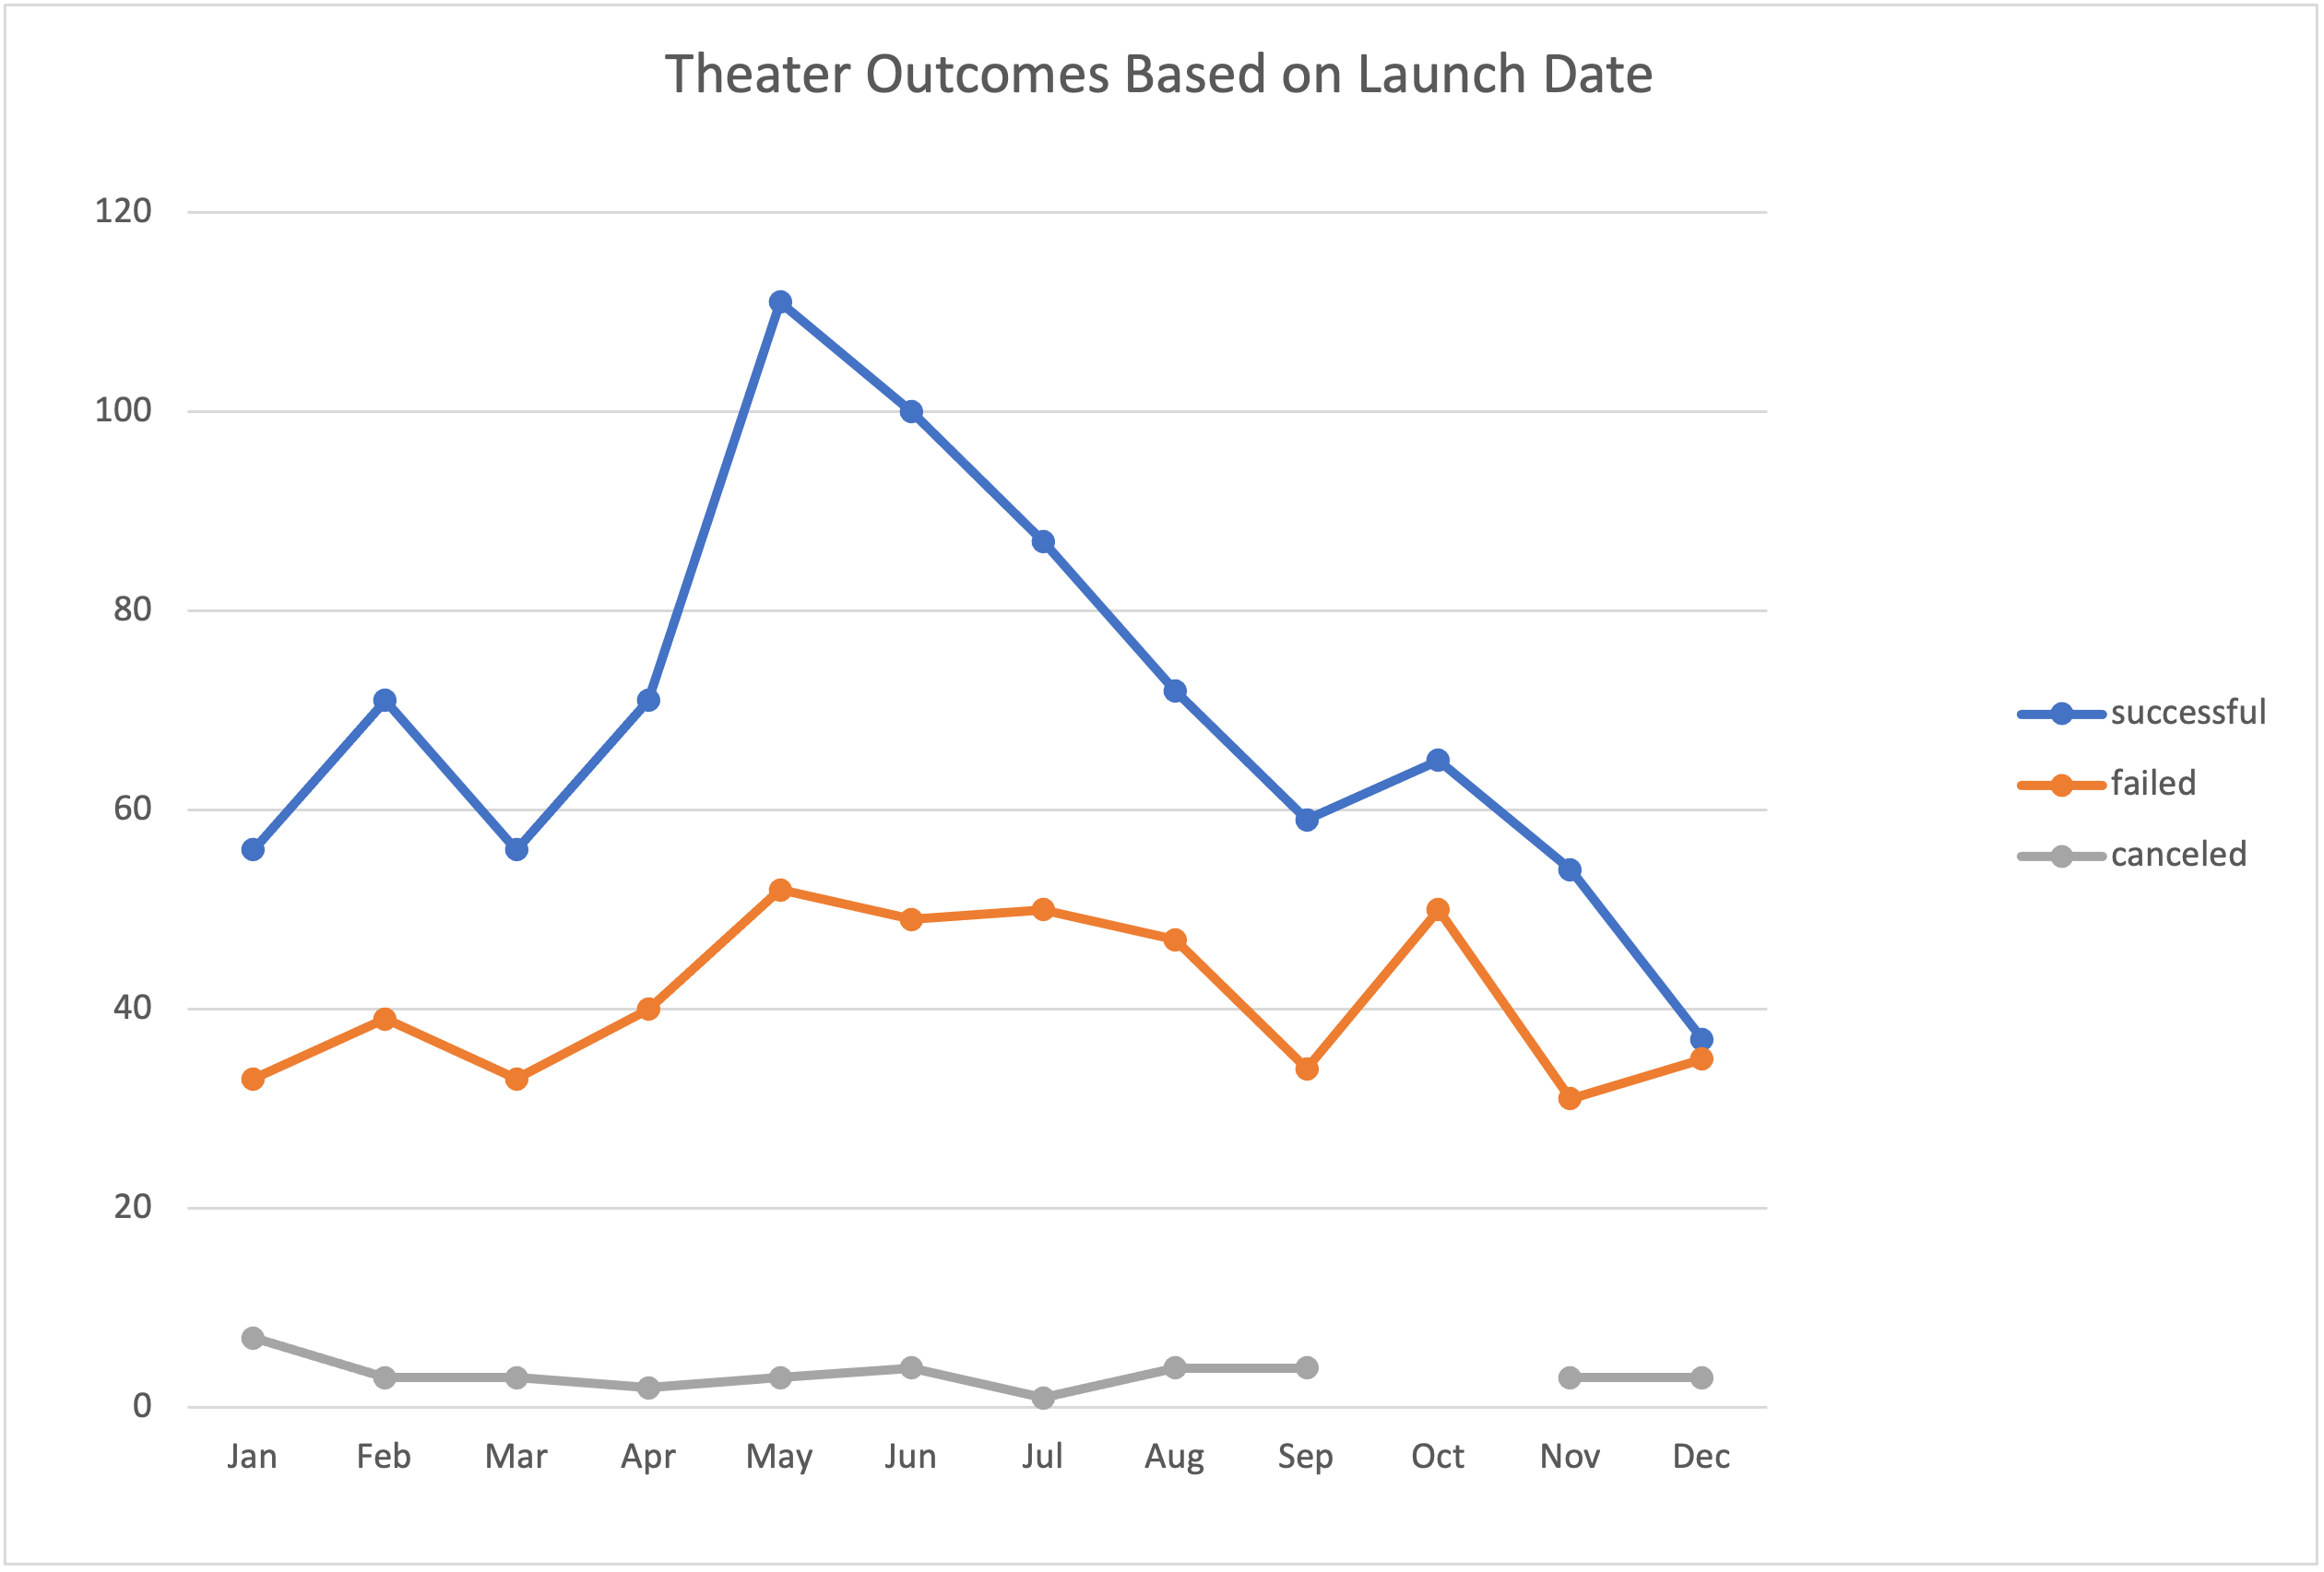 Theater Outcomes Based on Launch Date
120
100
80
60
40
20
0
Jan Feb Mar Apr May Jun Jul Aug Sep Oct Nov Dec
successful
failed
canceled